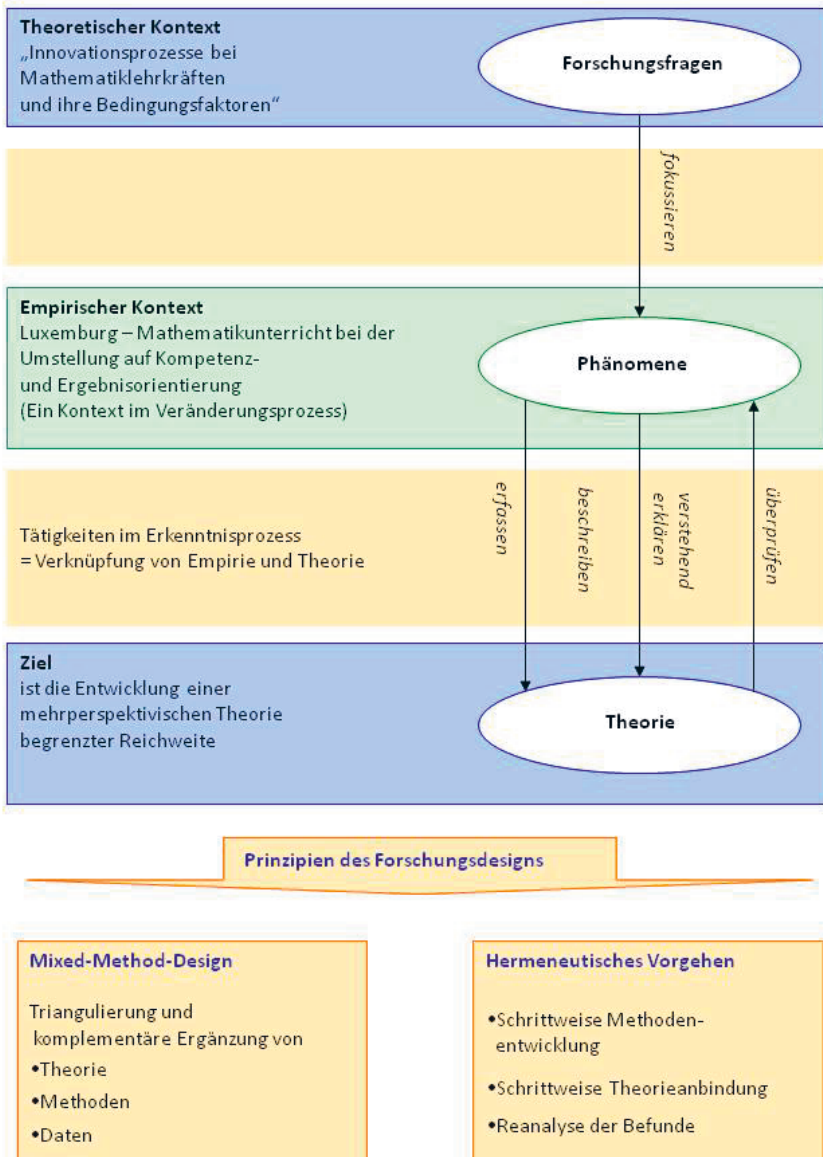 Theoretischer Kontext
„Innovationsprozesse bei
Mathematiklehrkräften
und ihre Bedingungsfaktoren“
Forschungsfragen
fokussieren
Empirischer Kontext
Luxemburg – Mathematikunterricht bei der
Umstellung auf Kompetenz-
und Ergebnisorientierung
(Ein Kontext im Veränderungsprozess)
Phänomene
Tätigkeiten im Erkenntnisprozess
= Verknüpfung von Empirie und Theorie
erfassen
beschreiben
verstehend
erklären
überprüfen
Ziel
ist die Entwicklung einer
mehrperspektivischen Theorie
begrenzter Reichweite
Theorie
Prinzipien des Forschungsdesigns
Mixed-Method-Design
Triangulierung und
komplementäre Ergänzung von
•Theorie
•Methoden
•Daten
Hermeneutisches Vorgehen
•Schrittweise Methoden-
entwicklung
•Schrittweise Theorieanbindung
•Reanalyse der Befunde